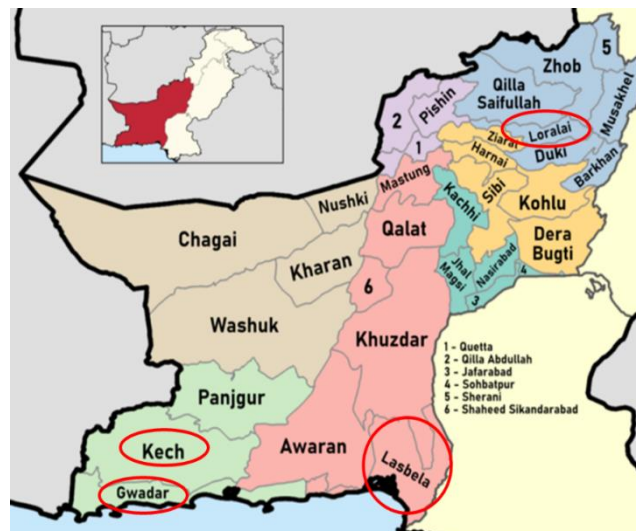 5
Zhob
Qilla
Saifullah
Musakhel
Pishin
2
Loralai
Ziarat
1
Duki
Harnai
Barkhan
Mastung
Sibi
Kachhi
Kohlu
Nushki
Chagai
Qalat
Dera
Bugti
Kharan
Jhal
Magsi
Nasirabad
4
6
3
Washuk
Khuzdar
1 - Quetta
2 - Qilla Abdullah
3 - Jafarabad
4 - Sohbatpur
5 - Sherani
6 - Shaheed Sikandarabad
Panjgur
Kech
Awaran
Lasbela
Gwadar